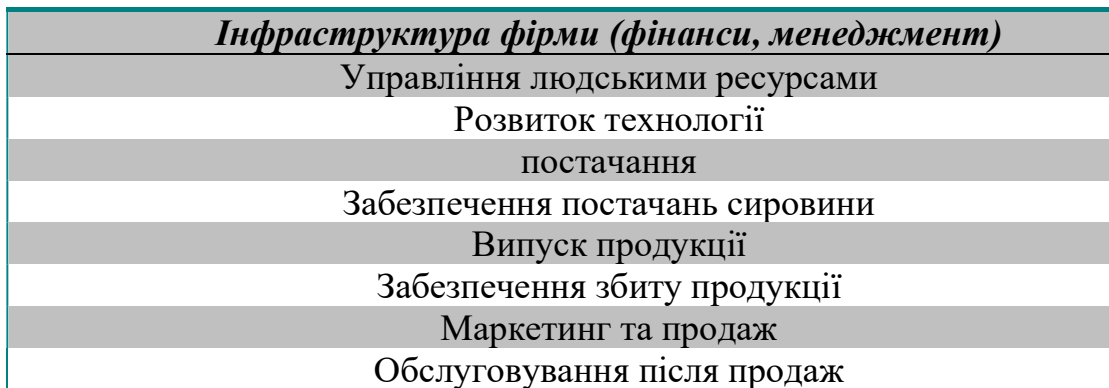 Інфраструктура фірми (фінанси, менеджмент)
Управління людськими ресурсами
Розвиток технології
постачання
Забезпечення постачань сировини
Випуск продукції
Забезпечення збиту продукції
Маркетинг та продаж
Обслуговування після продаж